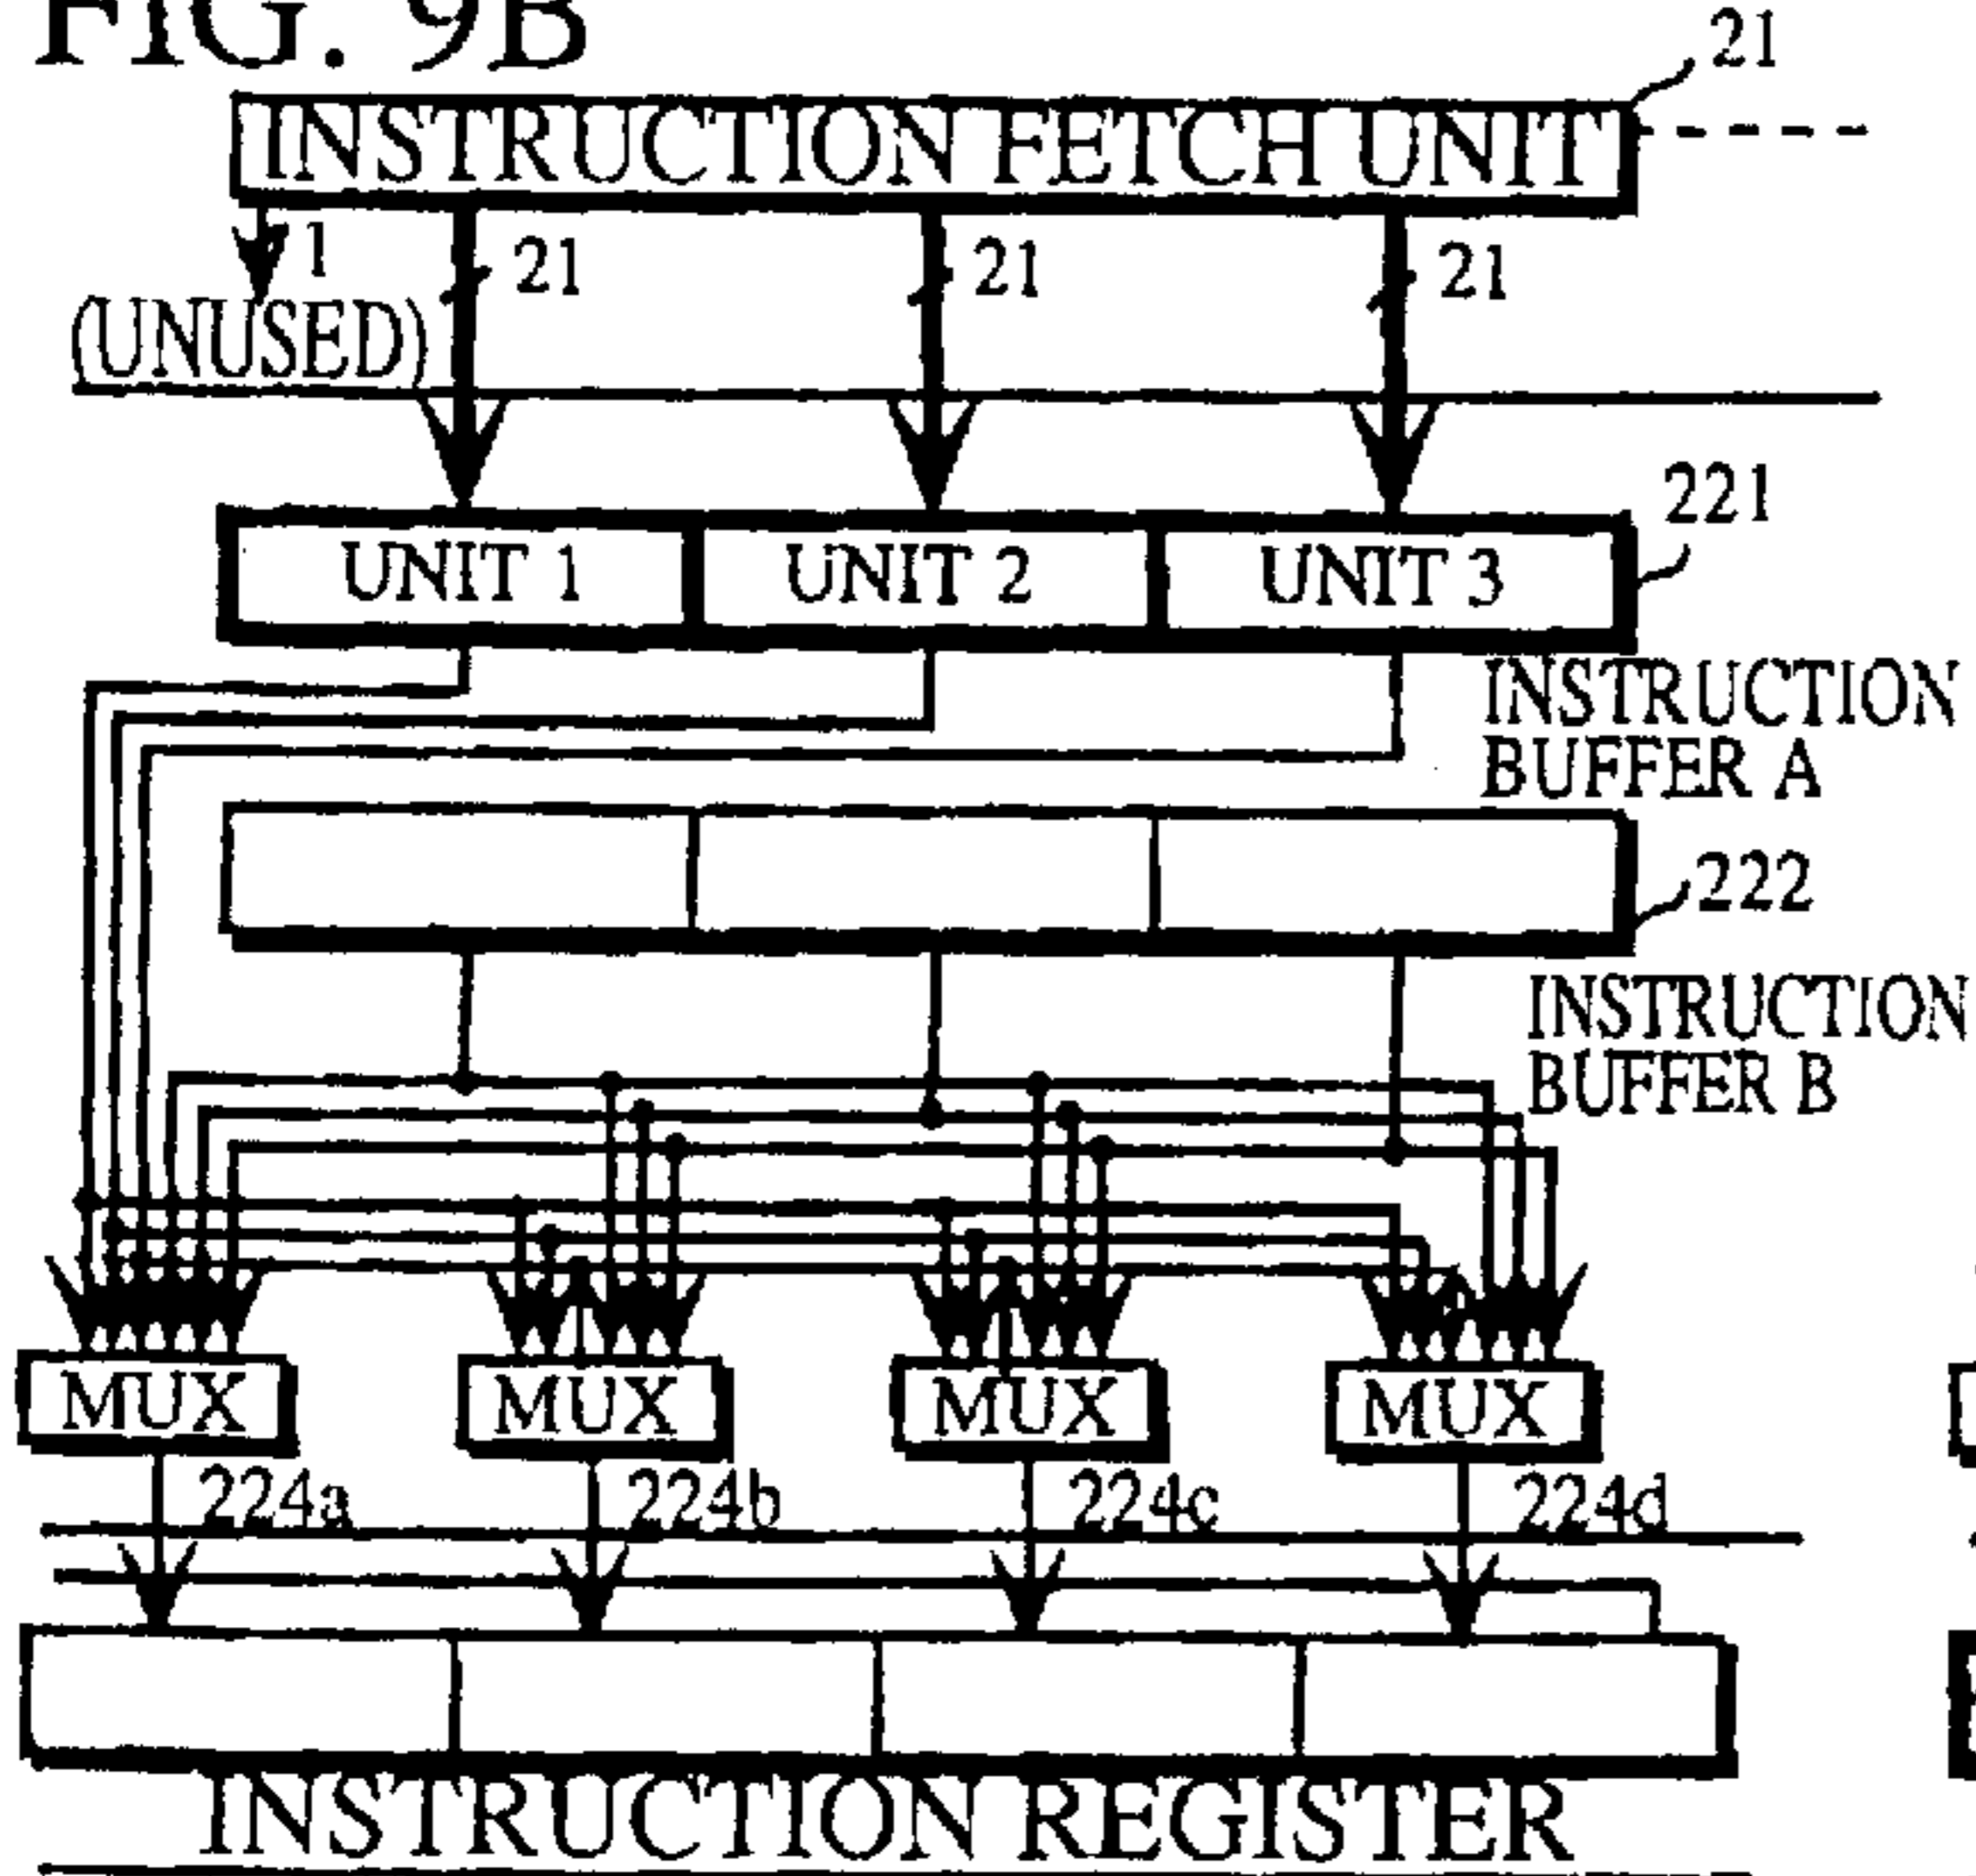 FIG. 9B
21
INSTRUCTION FETCH UNIT
1
21
21
21
(UNUSED)
221
UNIT 1
UNIT 2
UNIT 3
INSTRUCTION
BUFFER A
222
INSTRUCTION
BUFFER B
MUX
MUX
MUX
MUX
224a
224b
224c
224d
INSTRUCTION REGISTER